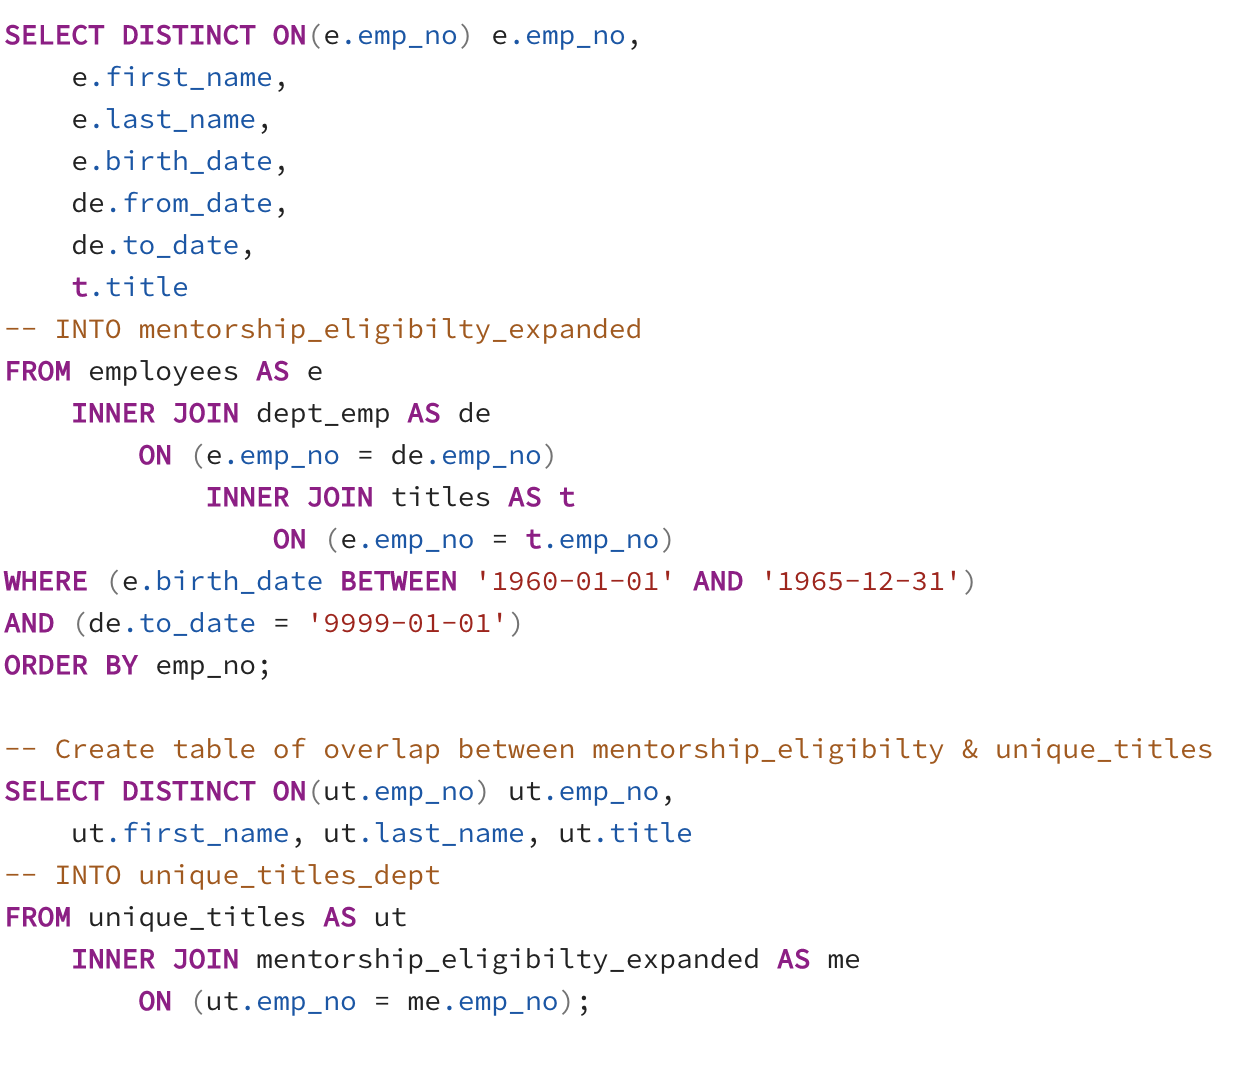 SELECT DISTINCT ON(e.emp_no) e.emp_no,
    e.first_name,
    e.last_name,
    e.birth_date,
    de.from_date,
    de.to_date,
    t.title
-- INTO mentorship_eligibilty_expanded
FROM employees AS e
    INNER JOIN dept_emp AS de
        ON (e.emp_no = de.emp_no)
            INNER JOIN titles AS t
                ON (e.emp_no = t.emp_no)
WHERE (e.birth_date BETWEEN '1960-01-01' AND '1965-12-31')
AND (de.to_date = '9999-01-01')
ORDER BY emp_no;

-- Create table of overlap between mentorship_eligibilty & unique_titles
SELECT DISTINCT ON(ut.emp_no) ut.emp_no,
    ut.first_name, ut.last_name, ut.title
-- INTO unique_titles_dept
FROM unique_titles AS ut
    INNER JOIN mentorship_eligibilty_expanded AS me
        ON (ut.emp_no = me.emp_no);